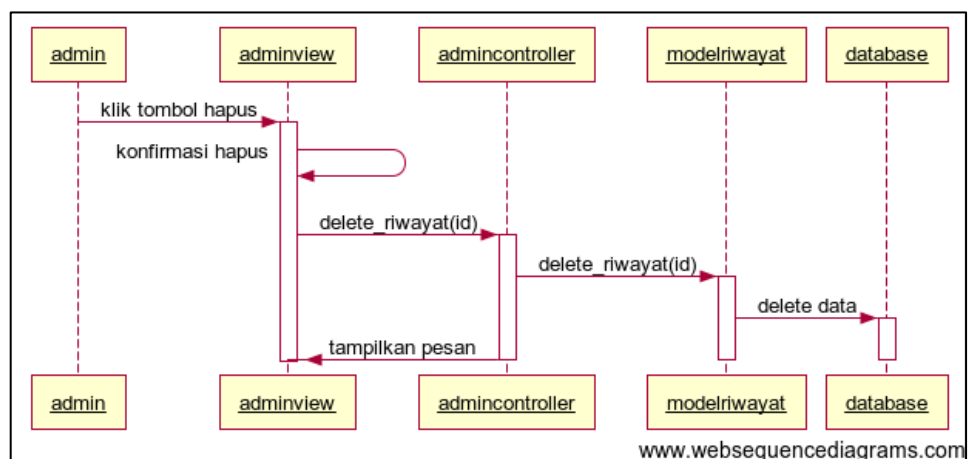 admin adminview admincontroller modelriwayat database
klik tombol hapus
konfirmasi hapus
delete_riwayat(id)
delete_riwayat(id)
delete data
tampilkan pesan
admin adminview admincontroller modelriwayat database
www.websequencediagrams.com